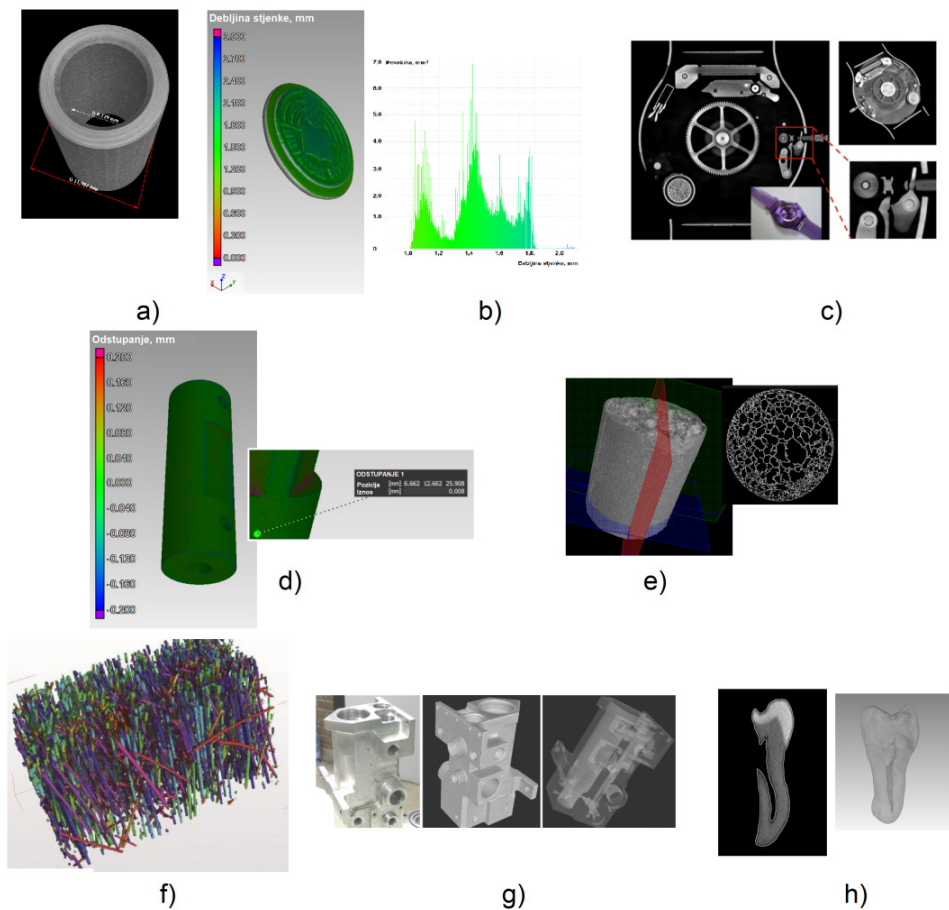 a)
Debljina stjenke, mm
3.000
2.700
2.400
2.100
1.800
1.500
1.200
0.900
0.600
0.300
0.000
X
Z
Y
7,0
Površina, mm²
6,0
5,0
4,0
3,0
2,0
1,0
0
1,0
1,2
1,4
1,6
1,8
2,0
Debljina stjenke, mm
b)
c)
Odstupanje, mm
0.200
0.160
0.120
0.080
0.040
0.000
-0.040
-0.080
-0.120
-0.160
-0.200
ODSTUPANJE 1
Pozicija [mm] 6.662 12.662 25.908
Iznos [mm] 0.008
d)
e)
f)
g)
h)